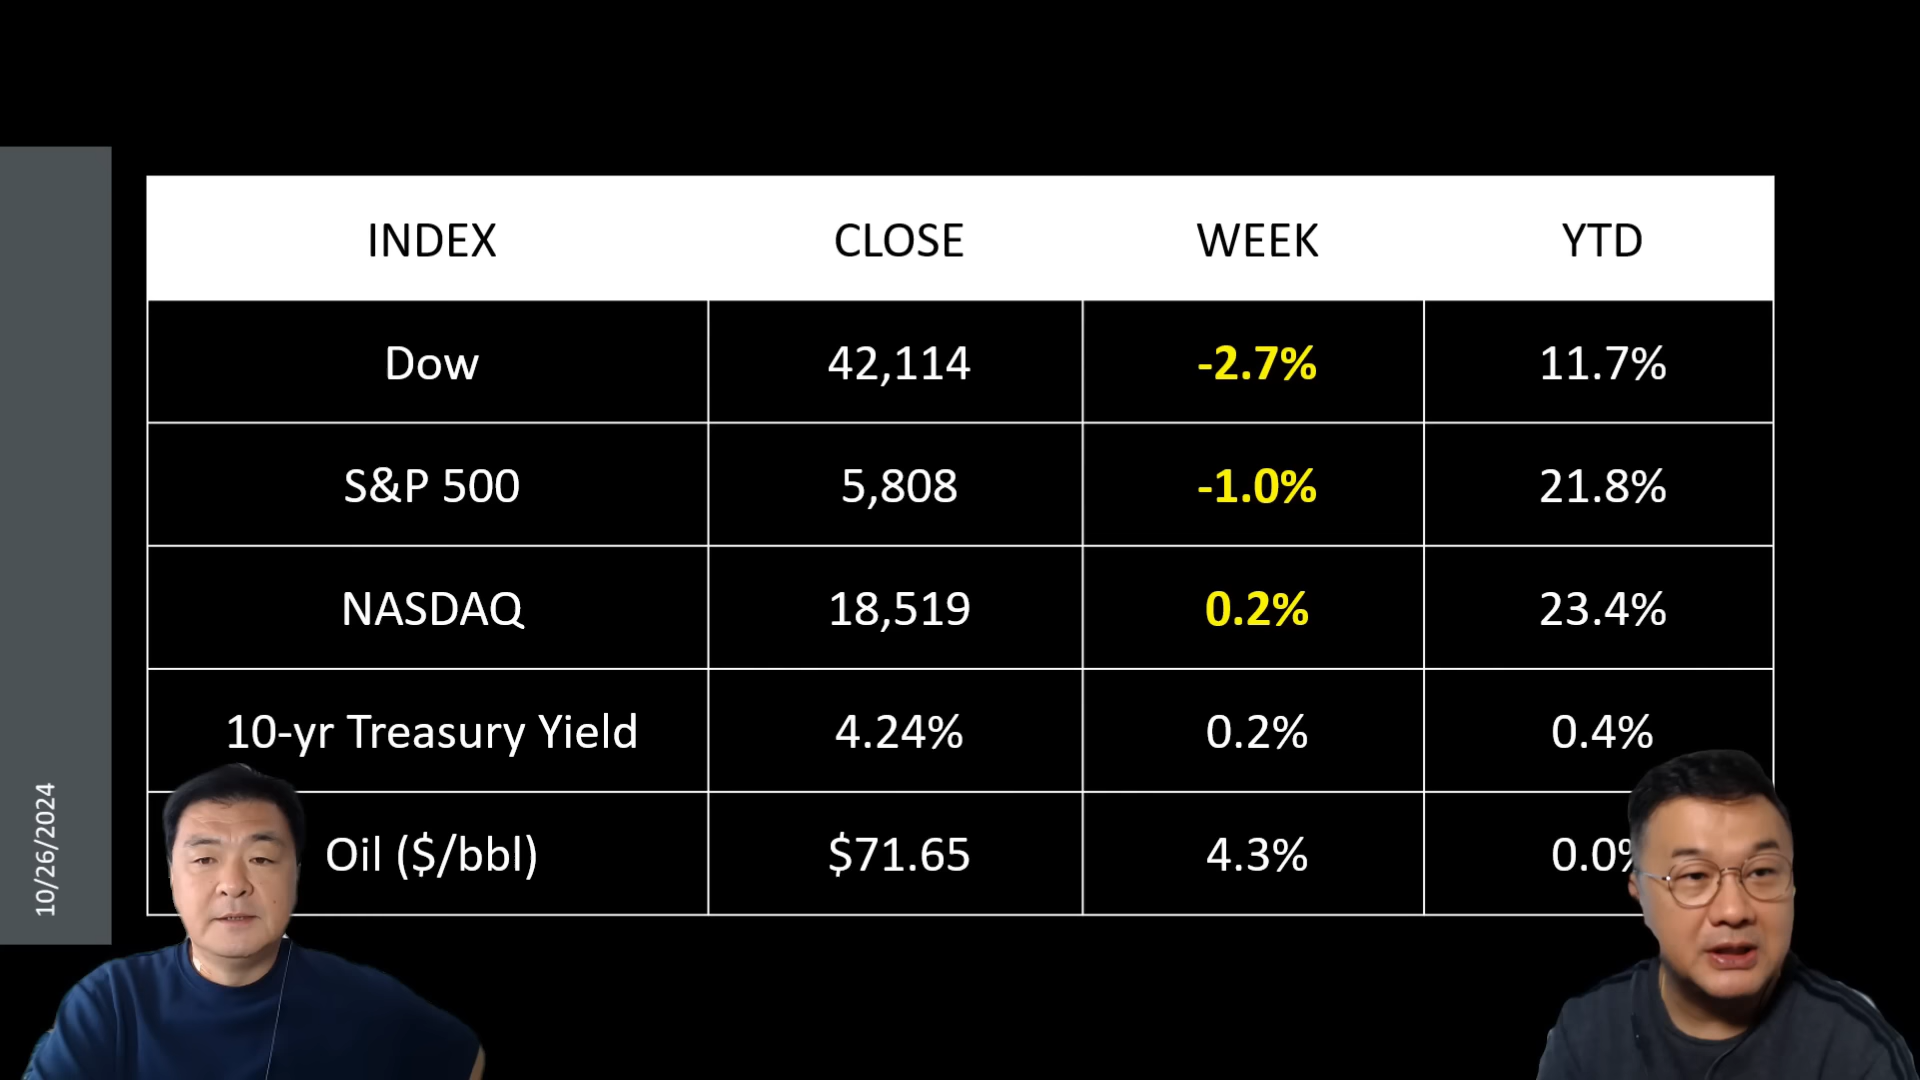 INDEX CLOSE WEEK YTD
Dow 42,114 -2.7% 11.7%
S&P 500 5,808 -1.0% 21.8%
NASDAQ 18,519 0.2% 23.4%
10-yr Treasury Yield 4.24% 0.2% 0.4%
Oil ($/bbl) $71.65 4.3% 0.0%
10/26/2024